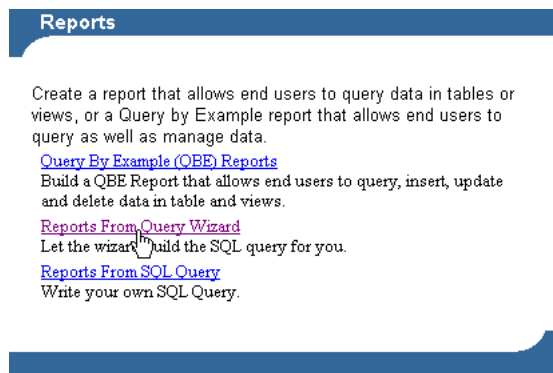 Reports
Create a report that allows end users to query data in tables or
views, or a Query by Example report that allows end users to
query as well as manage data.
Query By Example (QBE) Reports
Build a QBE Report that allows end users to query, insert, update
and delete data in table and views.
Reports From Query Wizard
Let the wizard build the SQL query for you.
Reports From SQL Query
Write your own SQL Query.